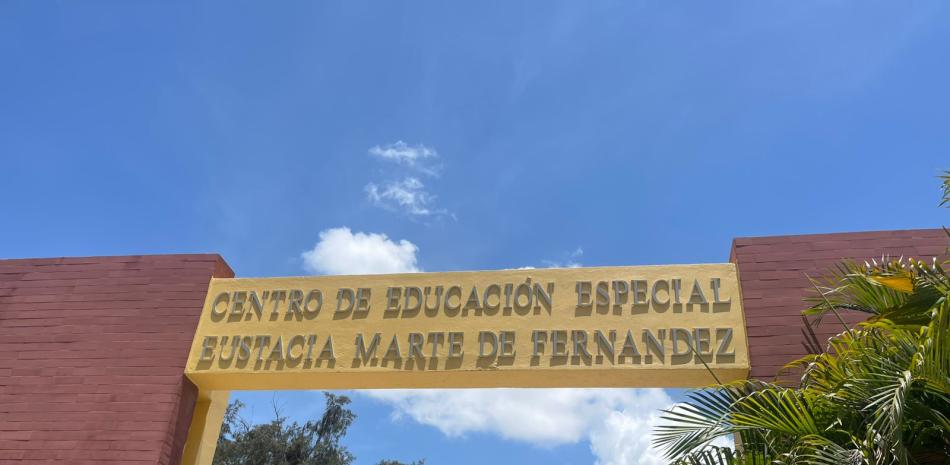 CENTRO DE EDUCACIÓN ESPECIAL
EUSTACIA MARTE DE FERNANDEZ